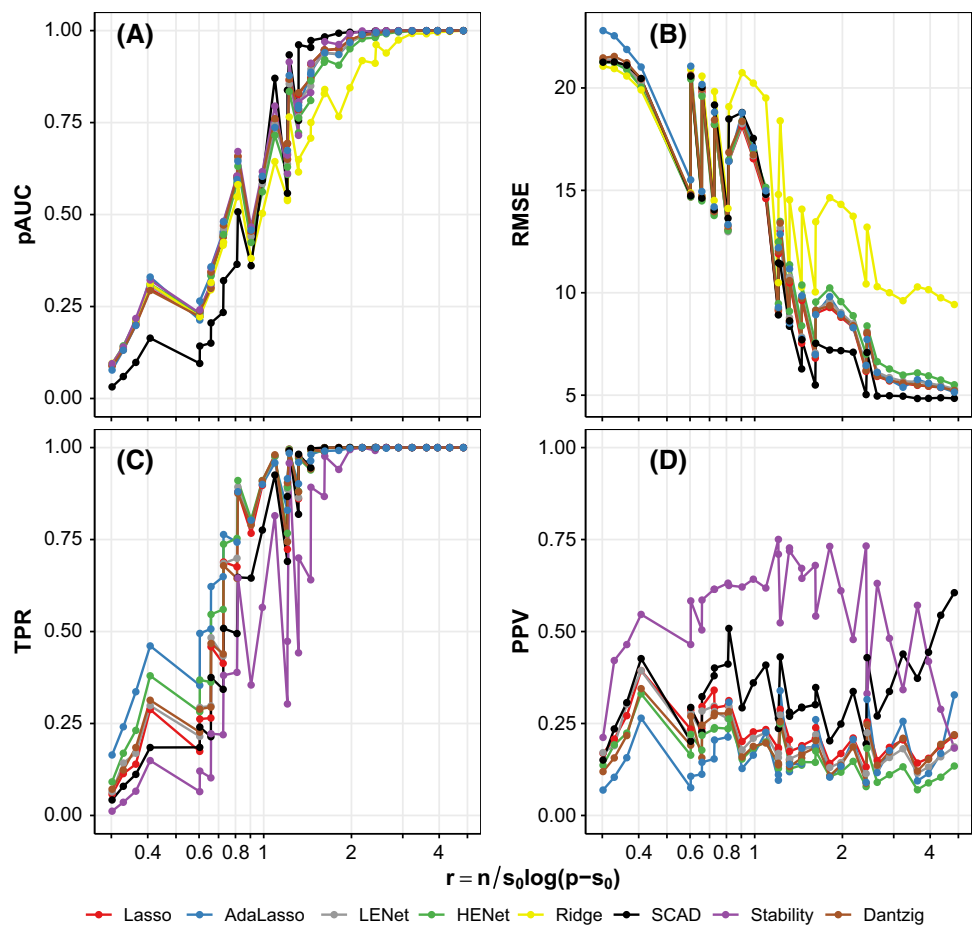 (A)
(B)
pAUC
1.00
0.75
0.50
0.25
0.00
RMSE
20
15
10
5
(C)
(D)
TPR
1.00
0.75
0.50
0.25
0.00
PPV
1.00
0.75
0.50
0.25
0.00
0.4 0.6 0.8 1 2 4
0.4 0.6 0.8 1 2 4
r = n/s₀log(p−s₀)
Lasso AdaLasso LENet HENet Ridge SCAD Stability Dantzig